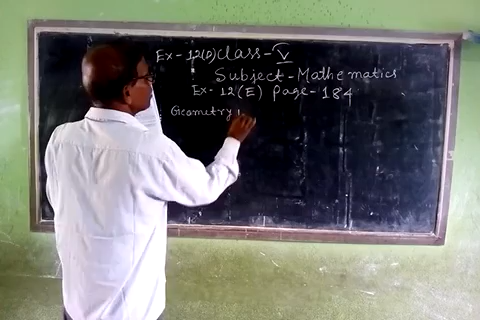 Ex - 12(D) Class - V
Subject - Mathematics
Ex - 12(E) Page - 184
Geometry